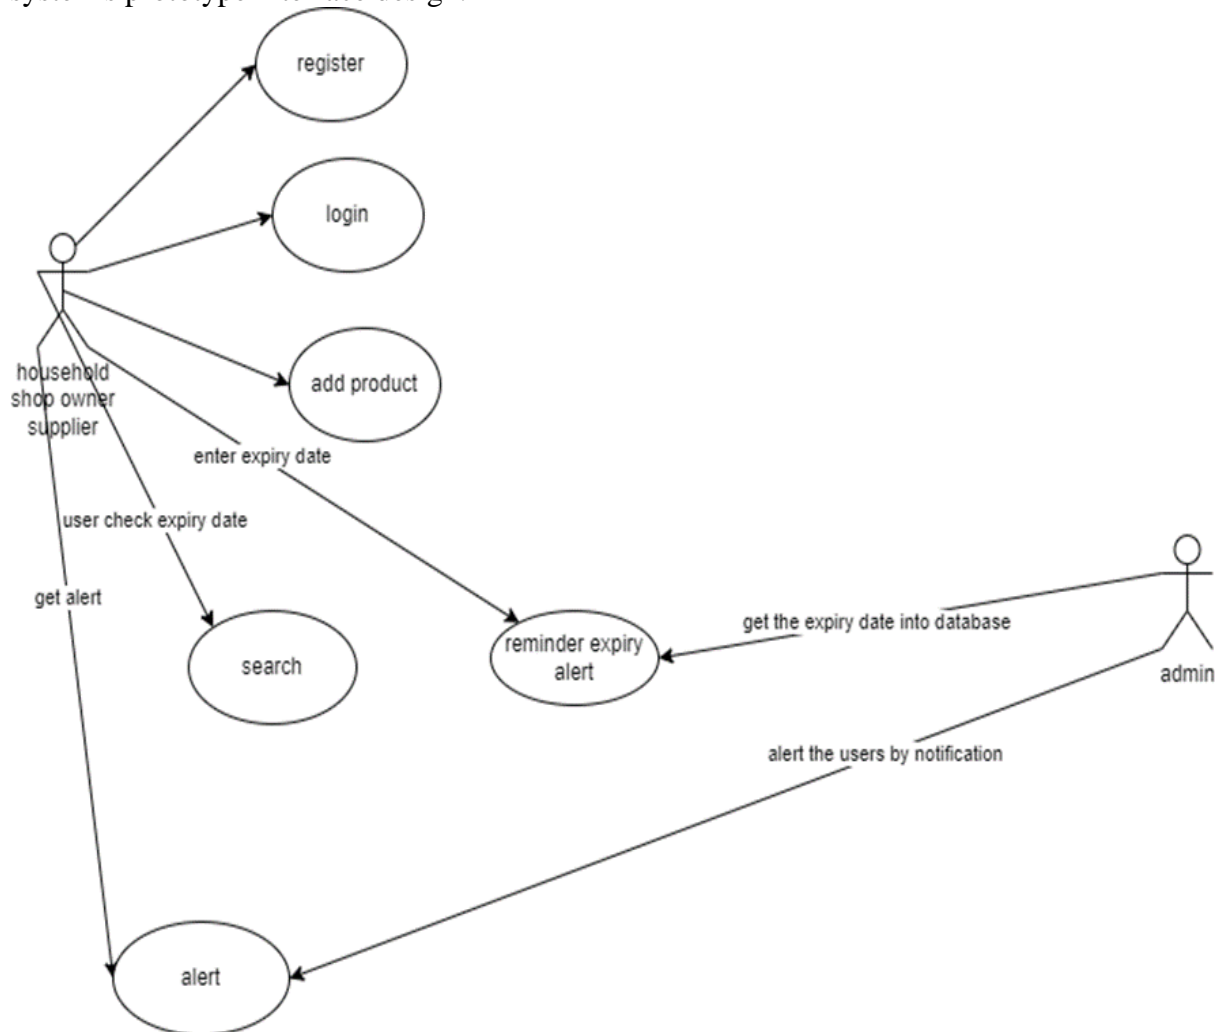 register
login
household
shop owner
supplier
add product
enter expiry date
user check expiry date
get alert
search
reminder expiry
alert
get the expiry date into database
admin
alert the users by notification
alert